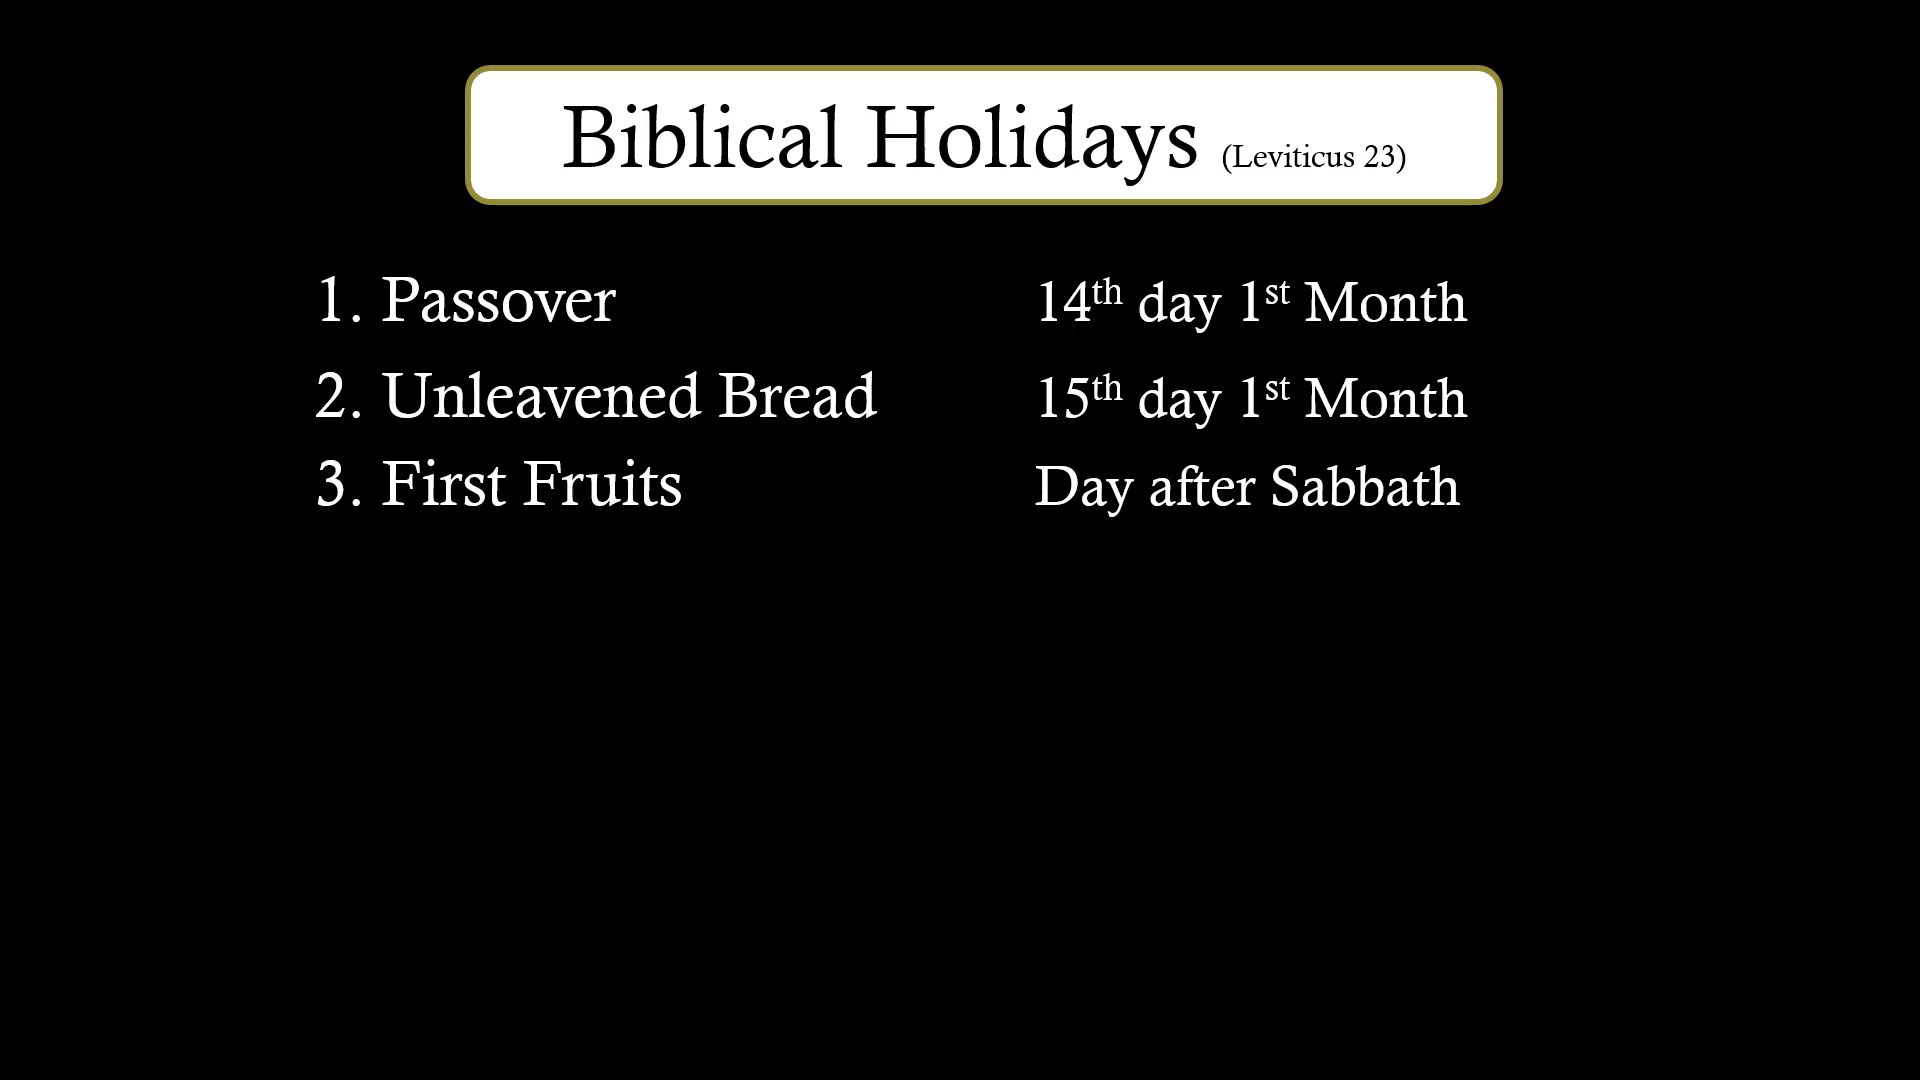 Biblical Holidays (Leviticus 23)
1. Passover 14th day 1st Month
2. Unleavened Bread 15th day 1st Month
3. First Fruits Day after Sabbath